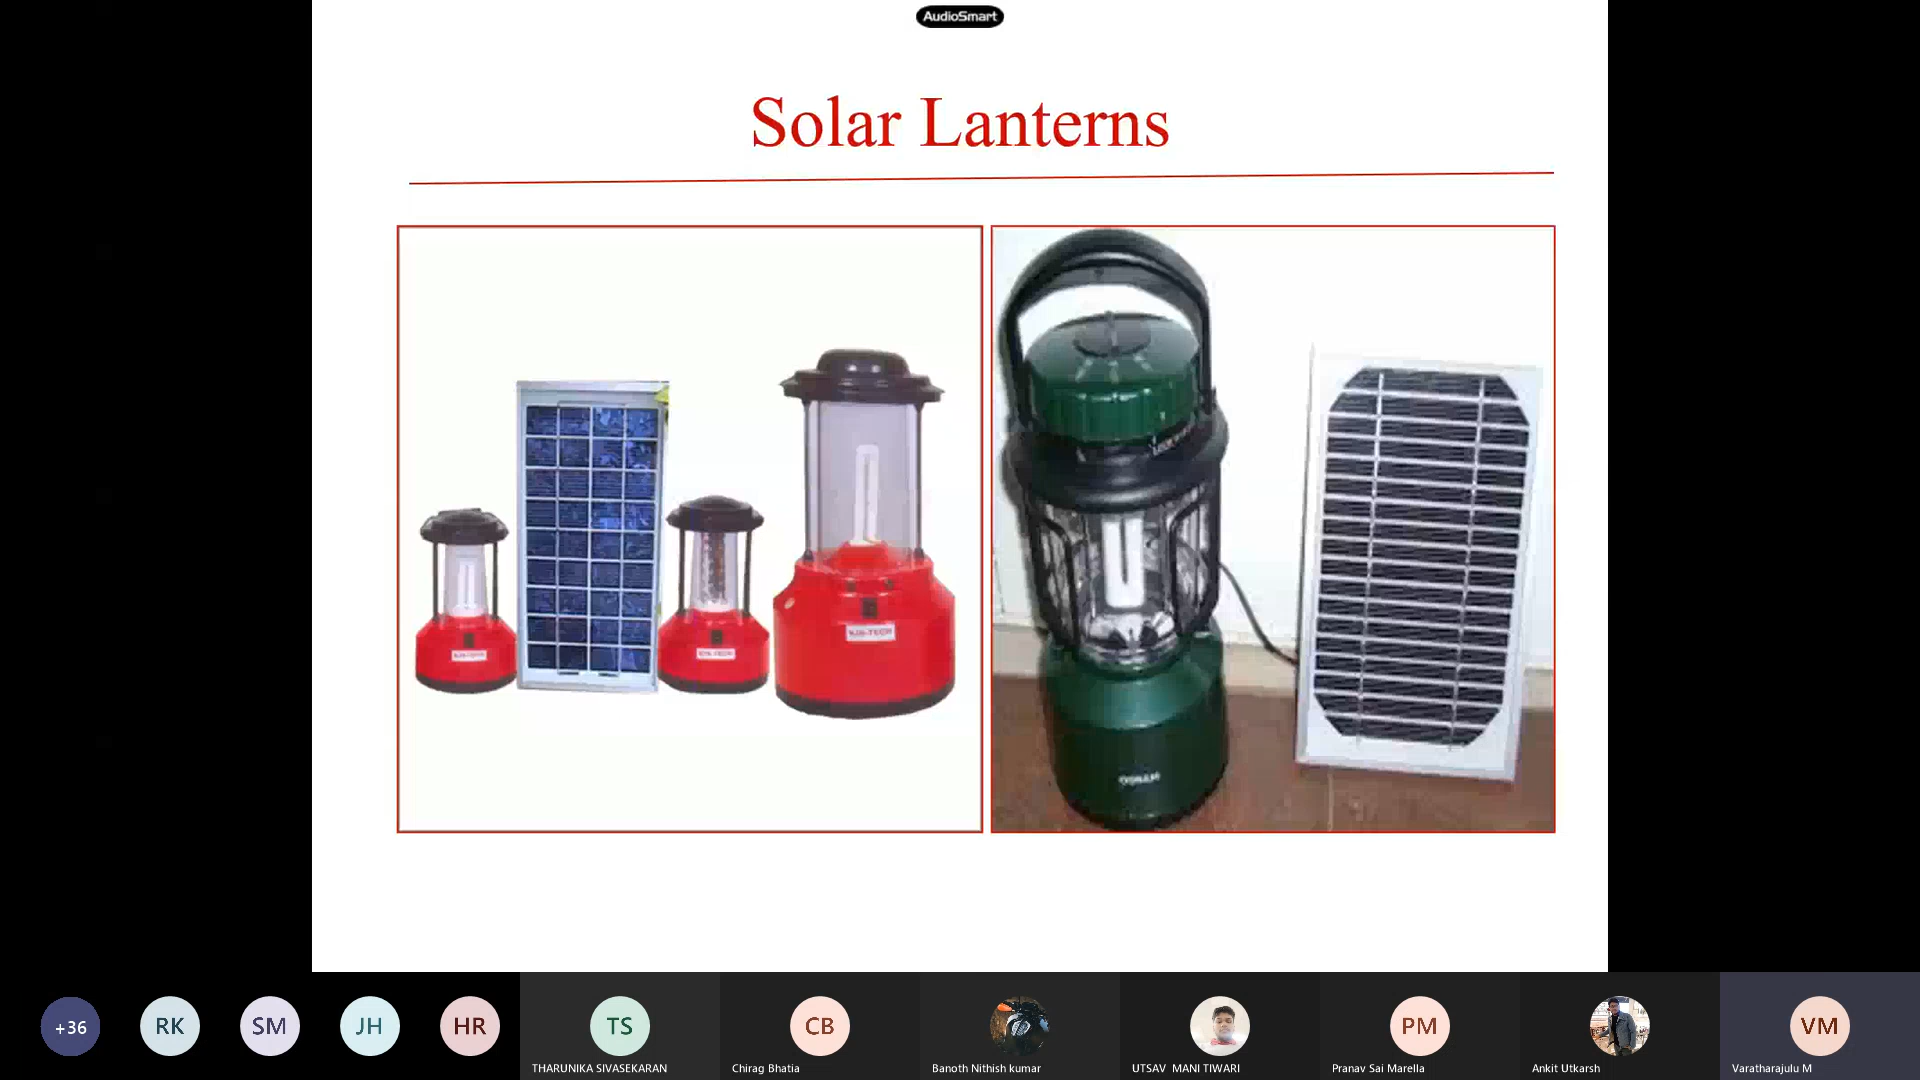 AudioSmart
Solar Lanterns
OSRAM
+36
RK
SM
JH
HR
TS
CB
PM
VM
THARUNIKA SIVASEKARAN
Chirag Bhatia
Banoth Nithish kumar
UTSAV MANI TIWARI
Pranav Sai Marella
Ankit Utkarsh
Varatharajulu M